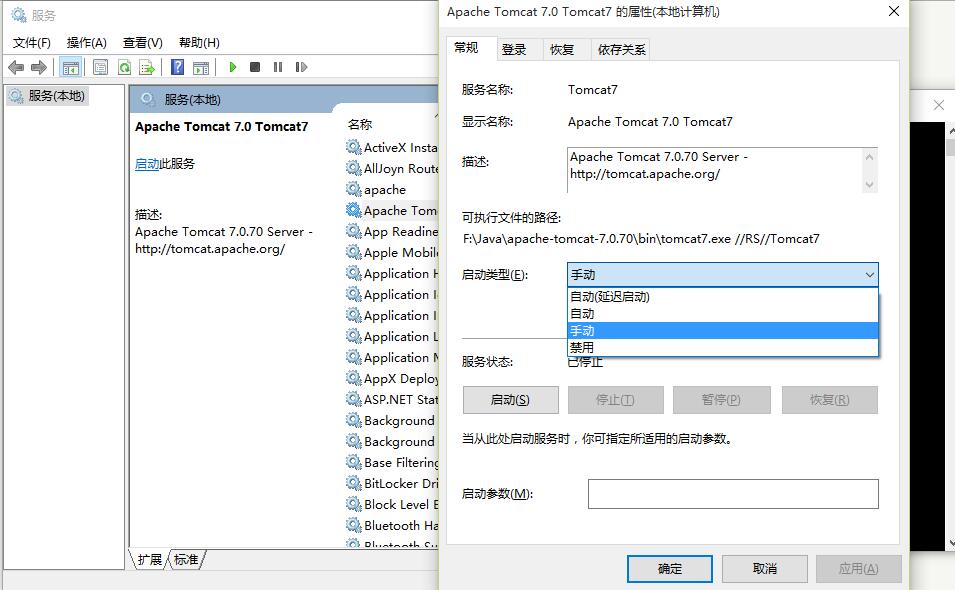 服务
文件(F) 操作(A) 查看(V) 帮助(H)
服务(本地)
服务(本地)
Apache Tomcat 7.0 Tomcat7
启动此服务
描述:
Apache Tomcat 7.0.70 Server -
http://tomcat.apache.org/
名称
ActiveX Insta
AllJoyn Route
apache
Apache Tom
App Readine
Apple Mobile
Application
Application
Application
Application
Application
AppX Deploy
ASP.NET Stat
Background
Background
Base Filtering
BitLocker Dri
Block Level
Bluetooth Ha
Bluetooth Su
扩展 标准
Apache Tomcat 7.0 Tomcat7 的属性(本地计算机)
常规 登录 恢复 依存关系
服务名称: Tomcat7
显示名称: Apache Tomcat 7.0 Tomcat7
描述: Apache Tomcat 7.0.70 Server -
http://tomcat.apache.org/
可执行文件的路径:
F:\Java\apache-tomcat-7.0.70\bin\tomcat7.exe //RS//Tomcat7
启动类型(E): 手动
自动(延迟启动)
自动
手动
禁用
服务状态: 已停止
启动(S) 停止(T) 暂停(P) 恢复(R)
当从此处启动服务时，你可指定所适用的启动参数。
启动参数(M):
确定 取消 应用(A)